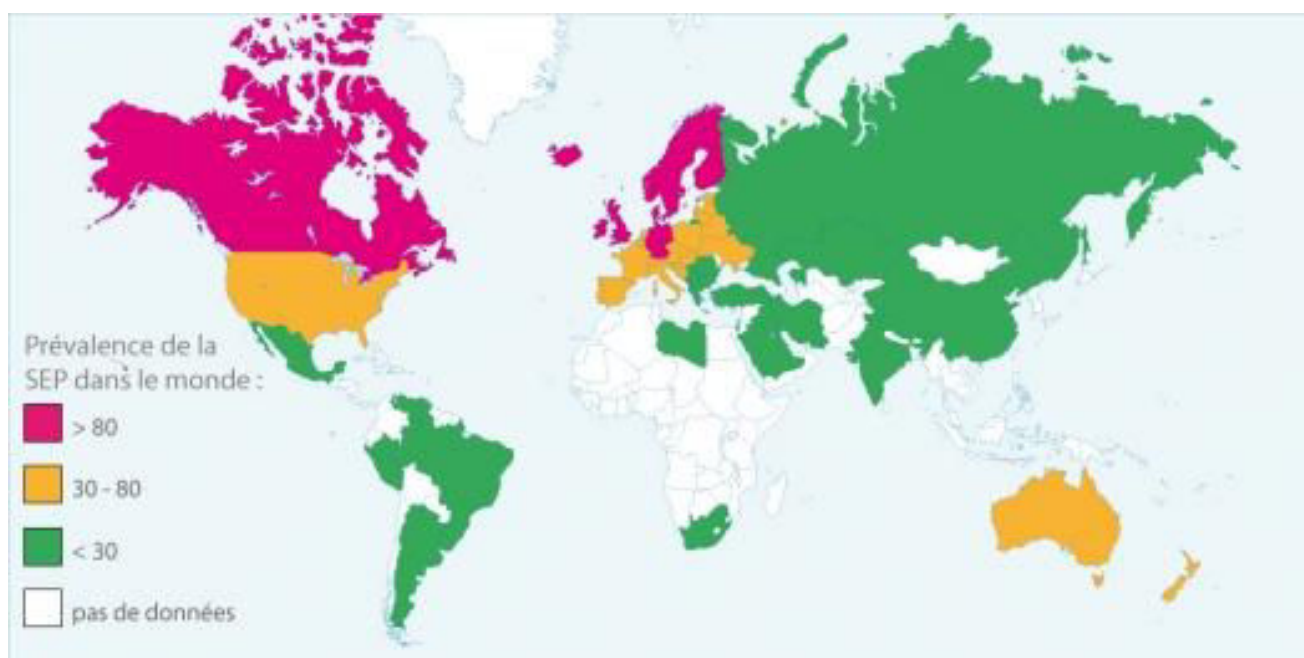 Prévalence de la
SEP dans le monde :
> 80
30 - 80
< 30
pas de données